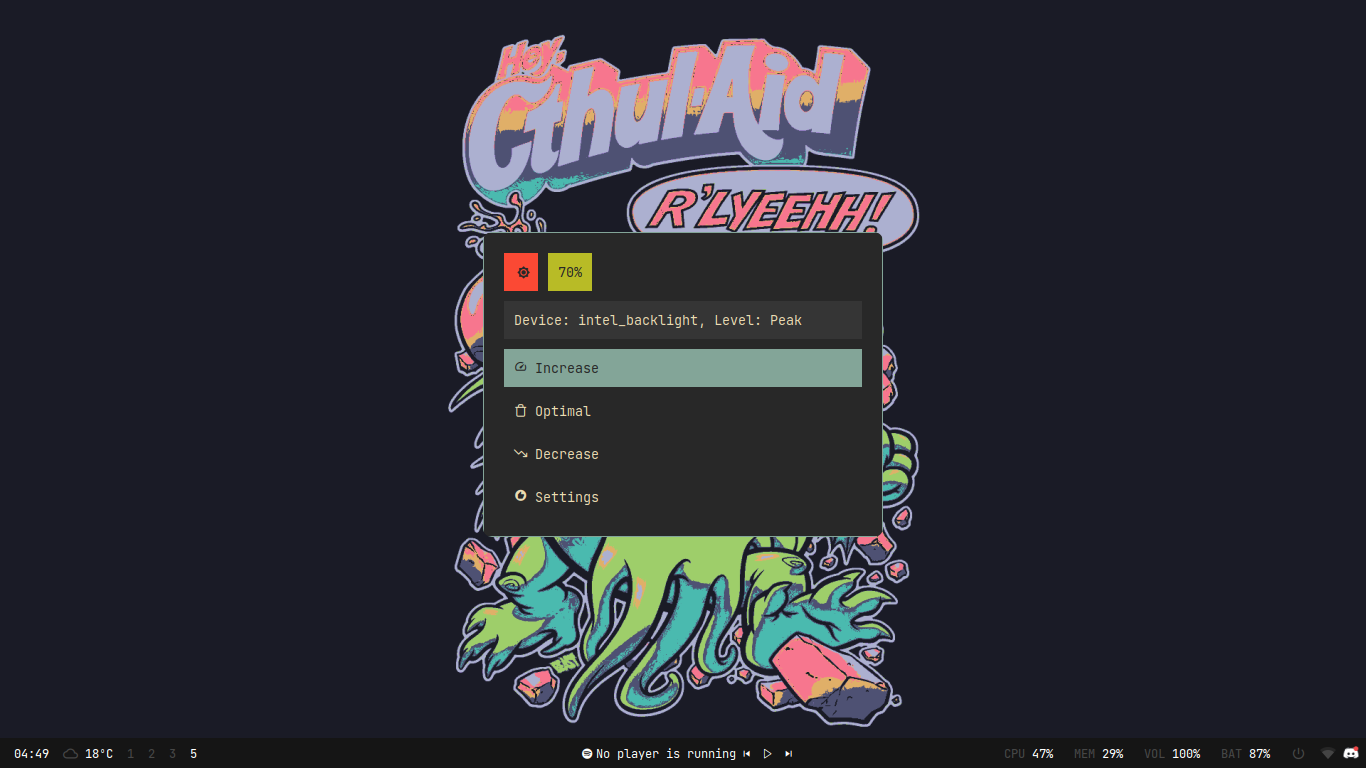 Hey,
Cthul-Aid
R'LYEEHH!
70%
Device: intel_backlight, Level: Peak
Increase
Optimal
Decrease
Settings
04:49 18°C 1 2 3 5 No player is running CPU 47% MEM 29% VOL 100% BAT 87%